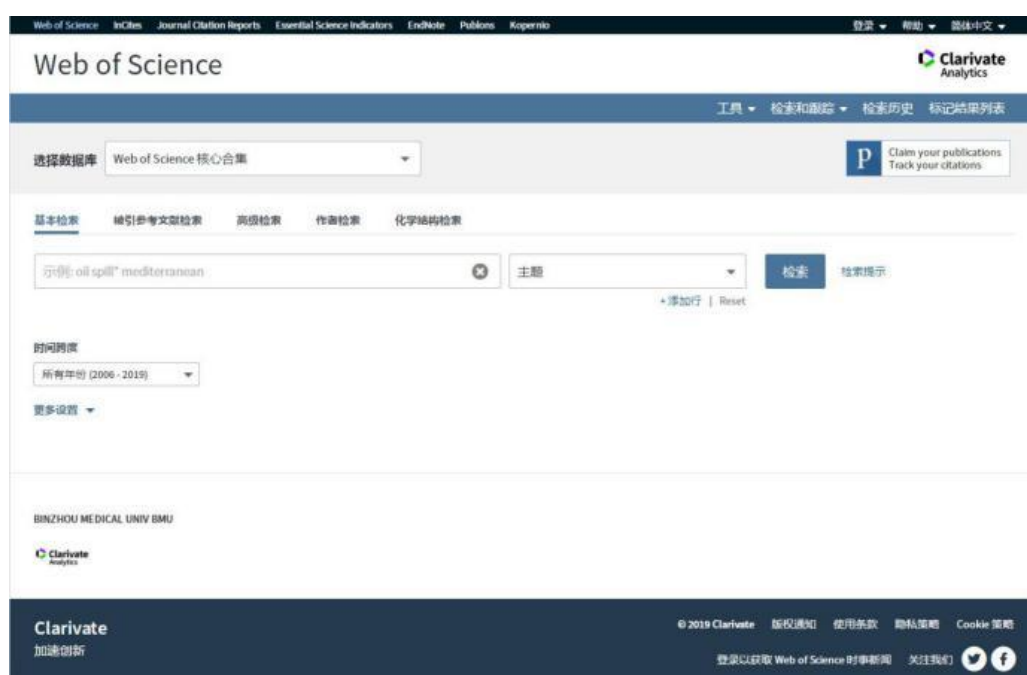 Web of Science InCites Journal Citation Reports Essential Science Indicators EndNote Publons Kopernio 登录 帮助 简体中文
Web of Science
Clarivate
Analytics
工具 检索和跟踪 检索历史 标记结果列表
选择数据库 Web of Science 核心合集
p Claim your publications
Track your citations
基本检索 被引参考文献检索 高级检索 作者检索 化学结构检索
示例: oil spill* mediterranean 主题 检索 检索提示
+添加行 | Reset
时间跨度
所有年份 (2006 - 2019)
更多设置
BINZHOU MEDICAL UNIV BMU
Clarivate
Analytics
Clarivate
加速创新
© 2019 Clarivate 版权通知 使用条款 隐私策略 Cookie 策略
登录以获取 Web of Science 时事新闻 关注我们